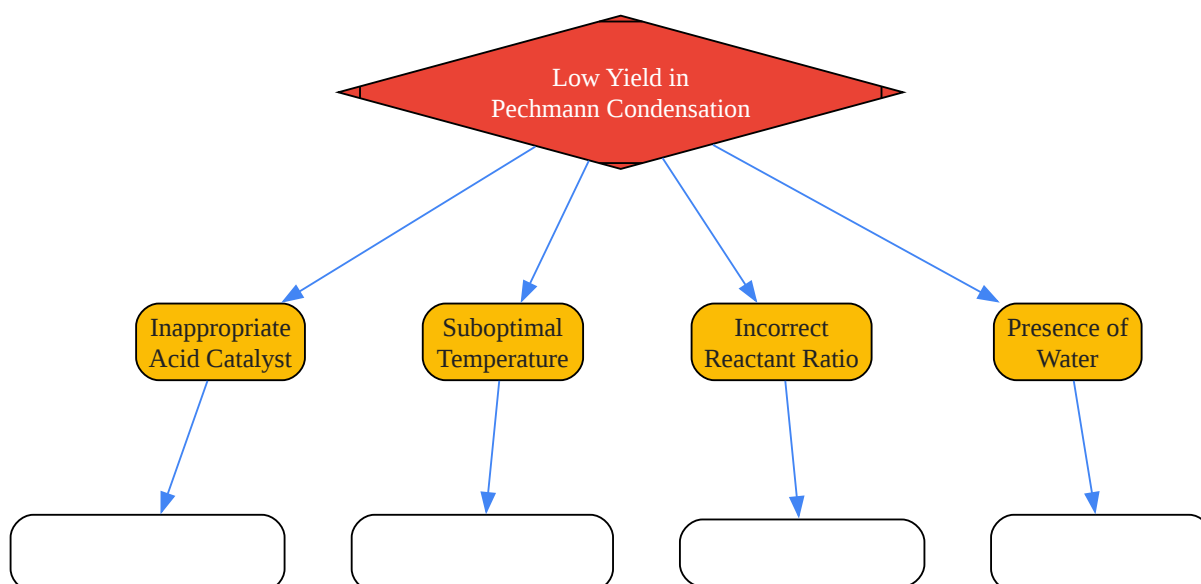 Low Yield in
Pechmann Condensation
Inappropriate
Acid Catalyst
Suboptimal
Temperature
Incorrect
Reactant Ratio
Presence of
Water